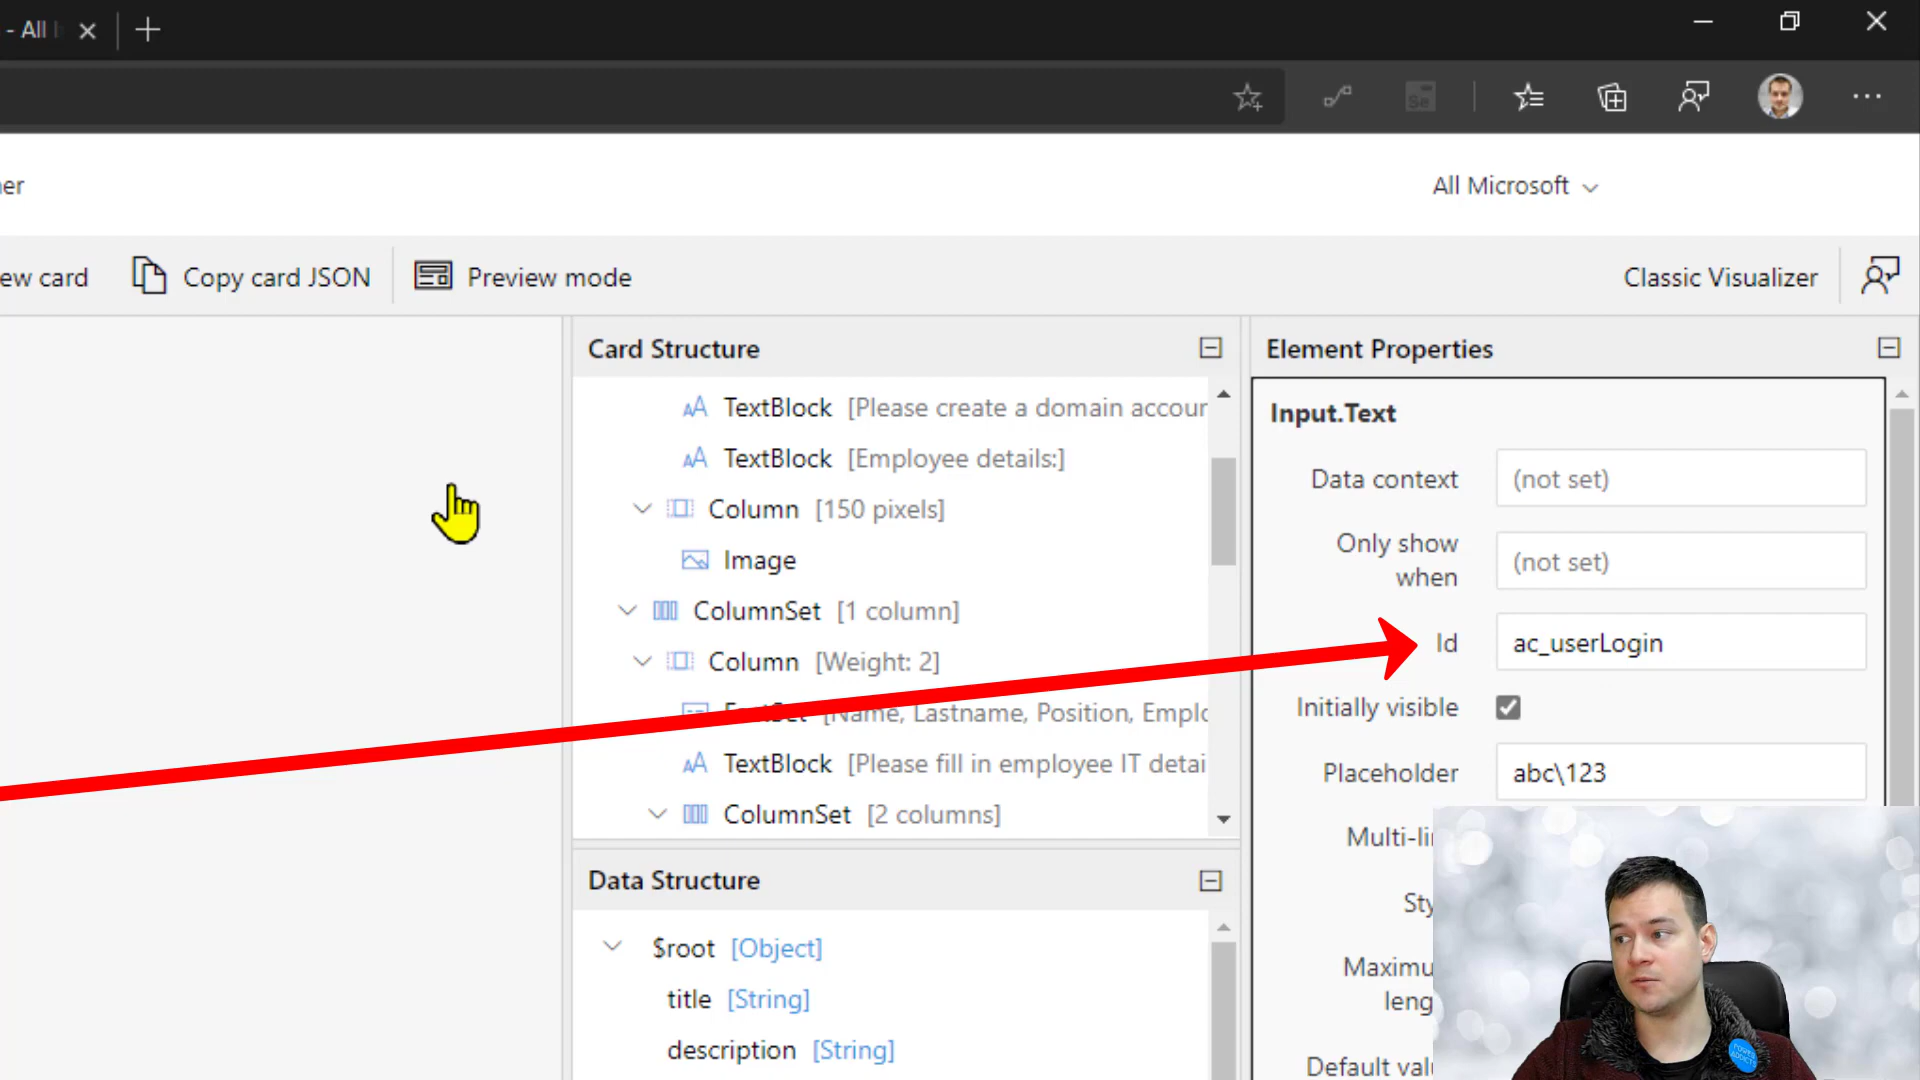 - All
er
All Microsoft
ew card
Copy card JSON
Preview mode
Classic Visualizer
Card Structure
Element Properties
TextBlock [Please create a domain accour
Input.Text
TextBlock [Employee details:]
Data context (not set)
Column [150 pixels]
Only show when (not set)
Image
ColumnSet [1 column]
Id ac_userLogin
Column [Weight: 2]
Initially visible
[Name, Lastname, Position, Emplo
TextBlock [Please fill in employee IT detai
Placeholder abc\123
ColumnSet [2 columns]
Multi-li
Data Structure
Sty
$root [Object]
Maximu
leng
title [String]
description [String]
Default val